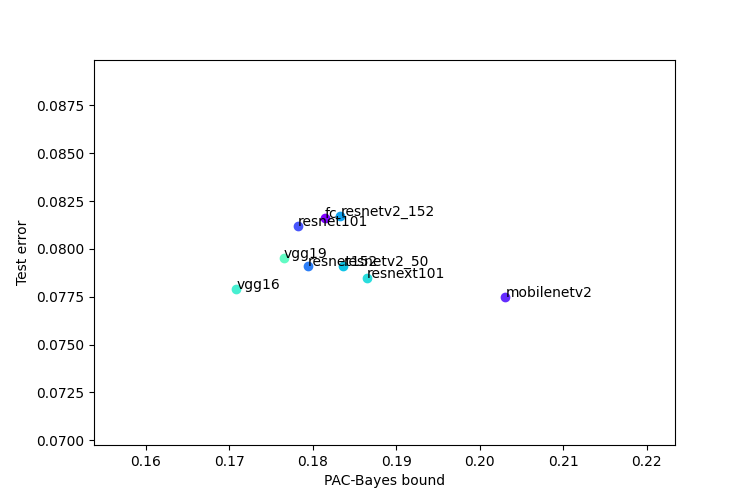 0.0875
0.0850
0.0825
0.0800
0.0775
0.0750
0.0725
0.0700
Test error
fc
resnetv2_152
resnet101
vgg19
resnet152
resnetv2_50
resnext101
vgg16
mobilenetv2
0.16 0.17 0.18 0.19 0.20 0.21 0.22
PAC-Bayes bound